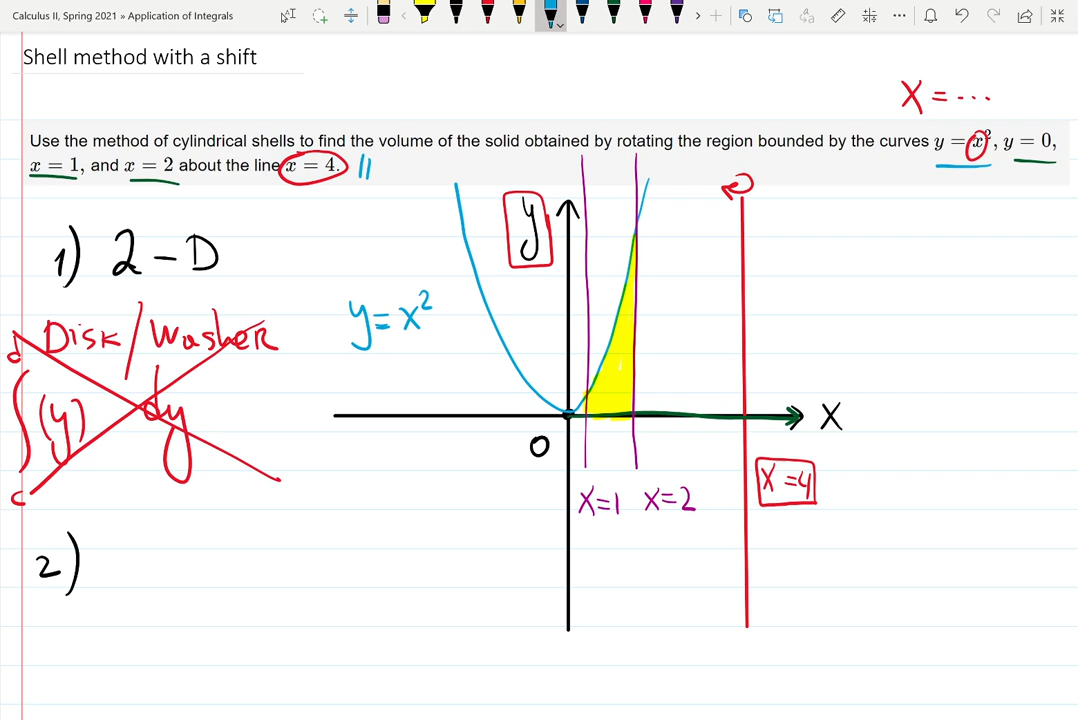 Calculus II, Spring 2021 » Application of Integrals
Shell method with a shift
X = ...
Use the method of cylindrical shells to find the volume of the solid obtained by rotating the region bounded by the curves y = x², y = 0,
x = 1, and x = 2 about the line x = 4. ||
1) 2-D
y
y = x²
Disk/Washer
d
∫ (y) dy
c
X
O
X=4
X=1 X=2
2)